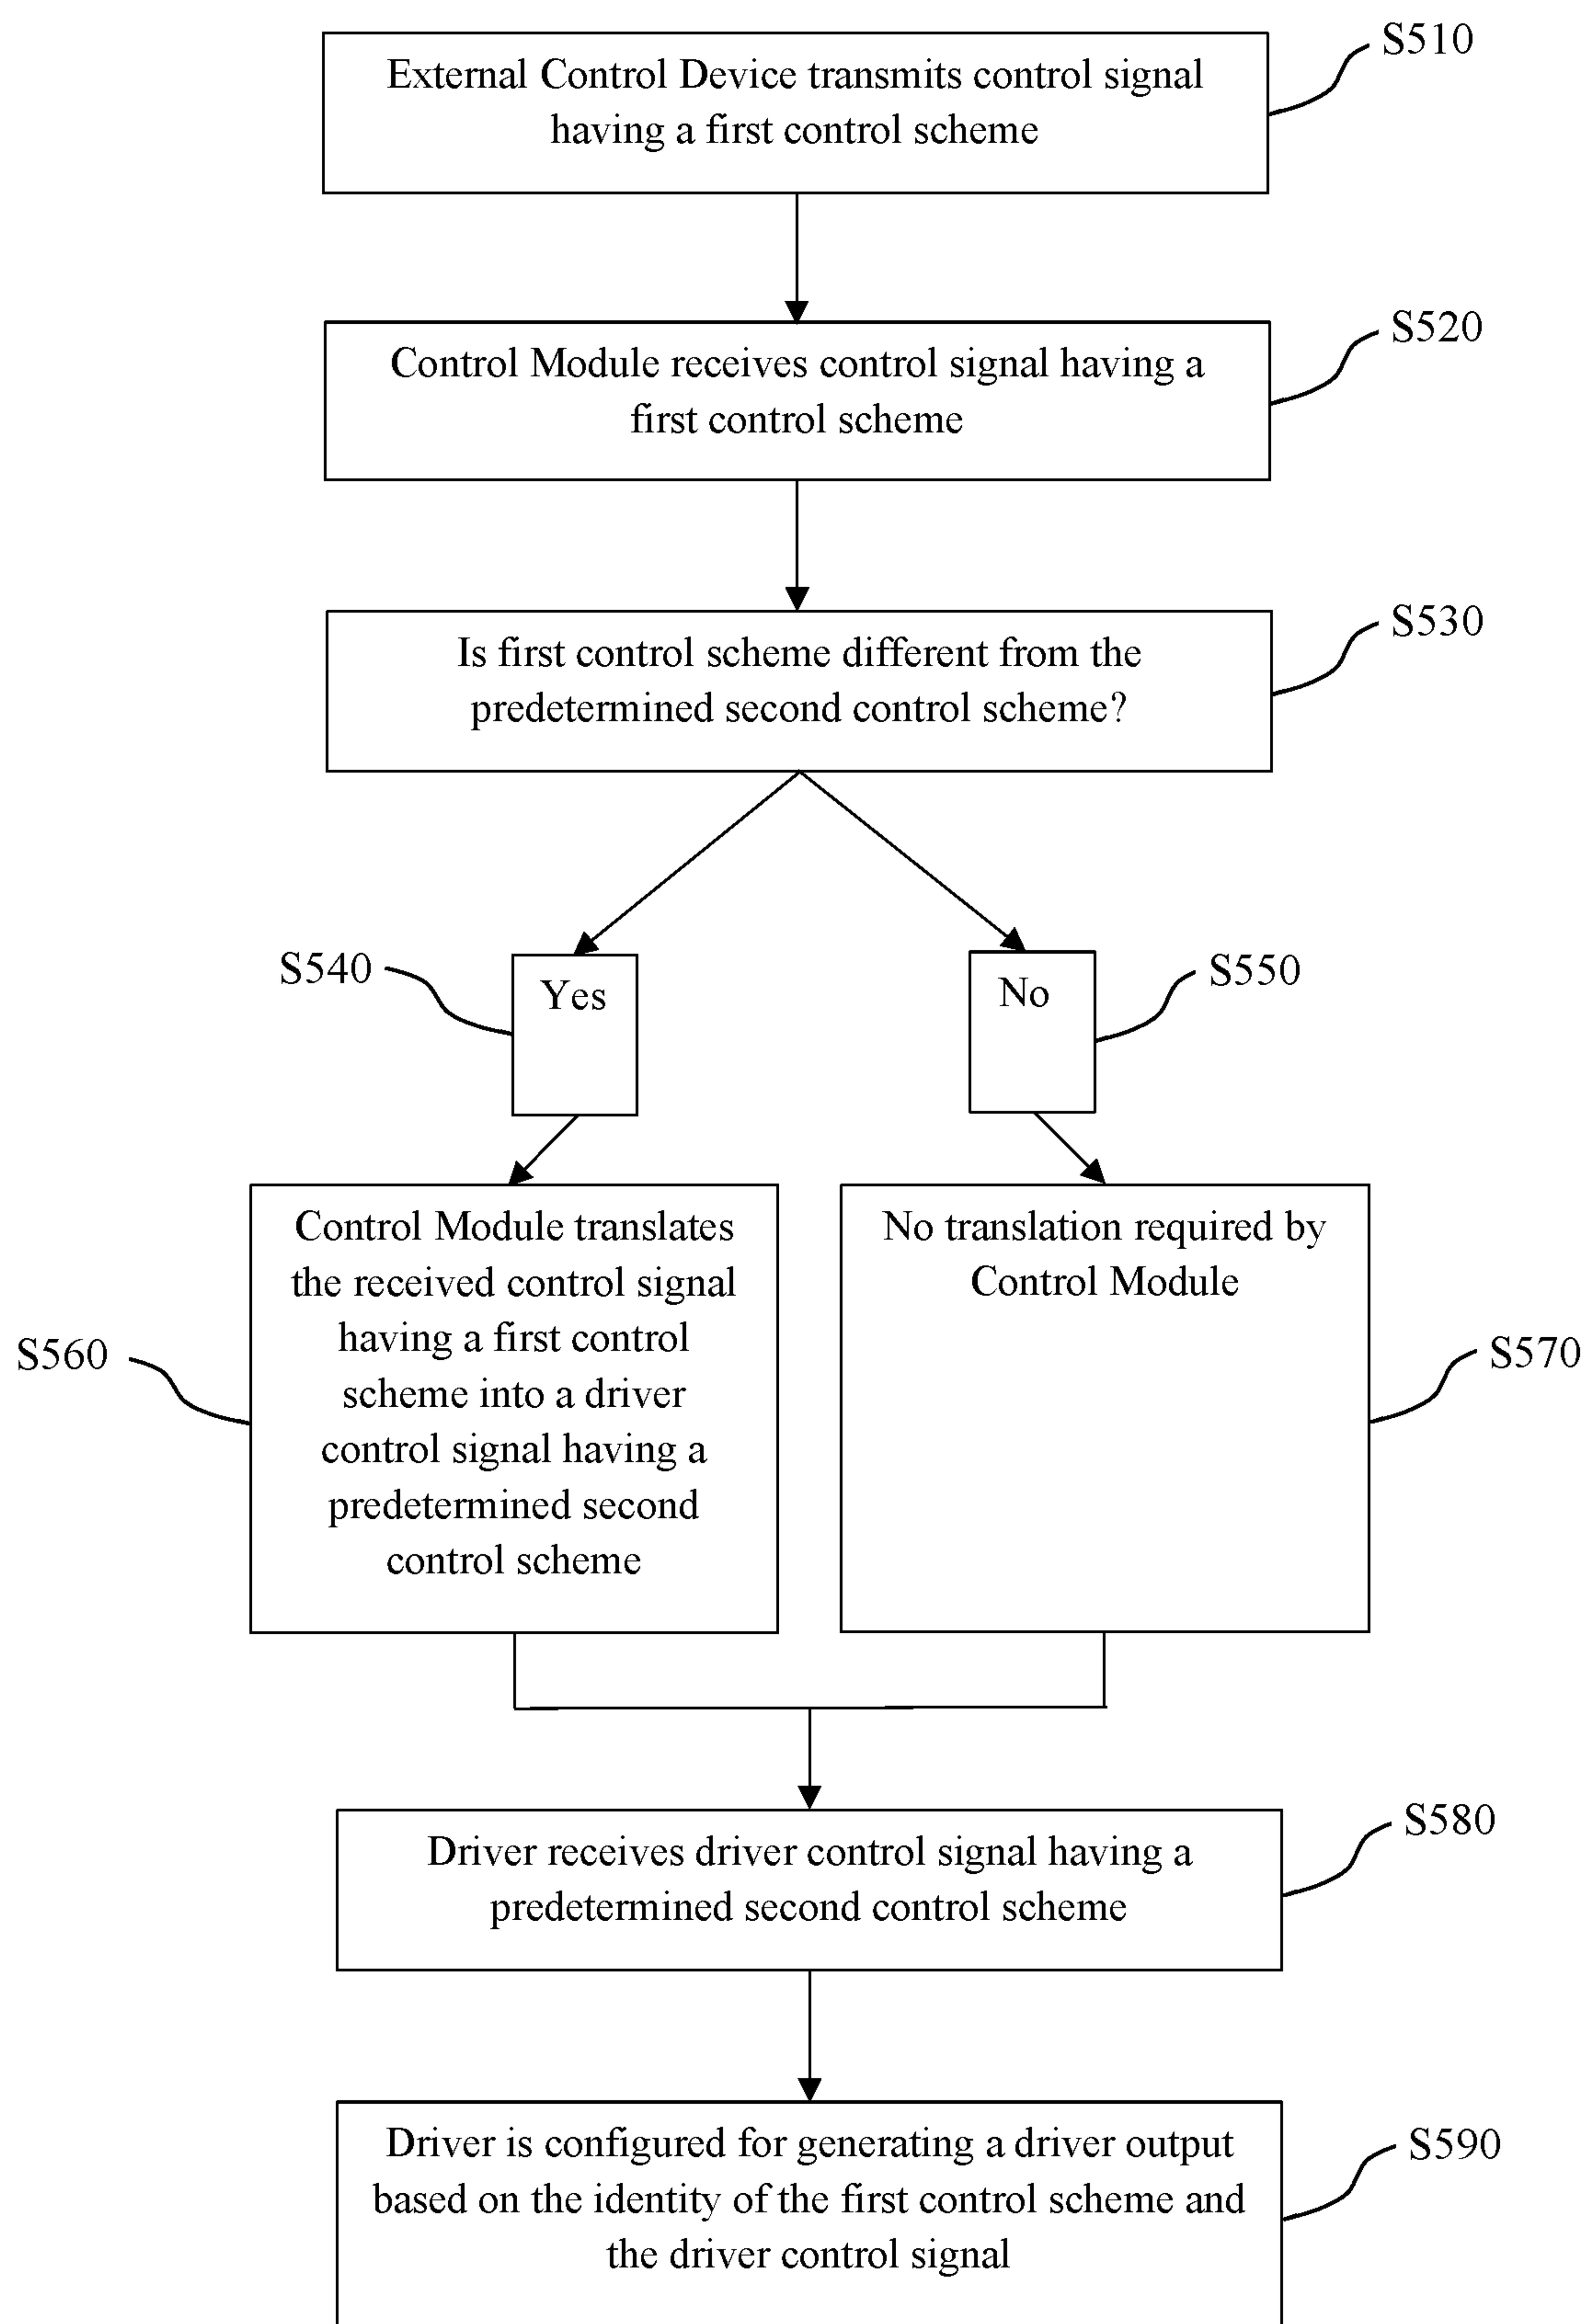 External Control Device transmits control signal
having a first control scheme
S510
Control Module receives control signal having a
first control scheme
S520
Is first control scheme different from the
predetermined second control scheme?
S530
S540
Yes
No
S550
Control Module translates
the received control signal
having a first control
scheme into a driver
control signal having a
predetermined second
control scheme
S560
No translation required by
Control Module
S570
Driver receives driver control signal having a
predetermined second control scheme
S580
Driver is configured for generating a driver output
based on the identity of the first control scheme and
the driver control signal
S590